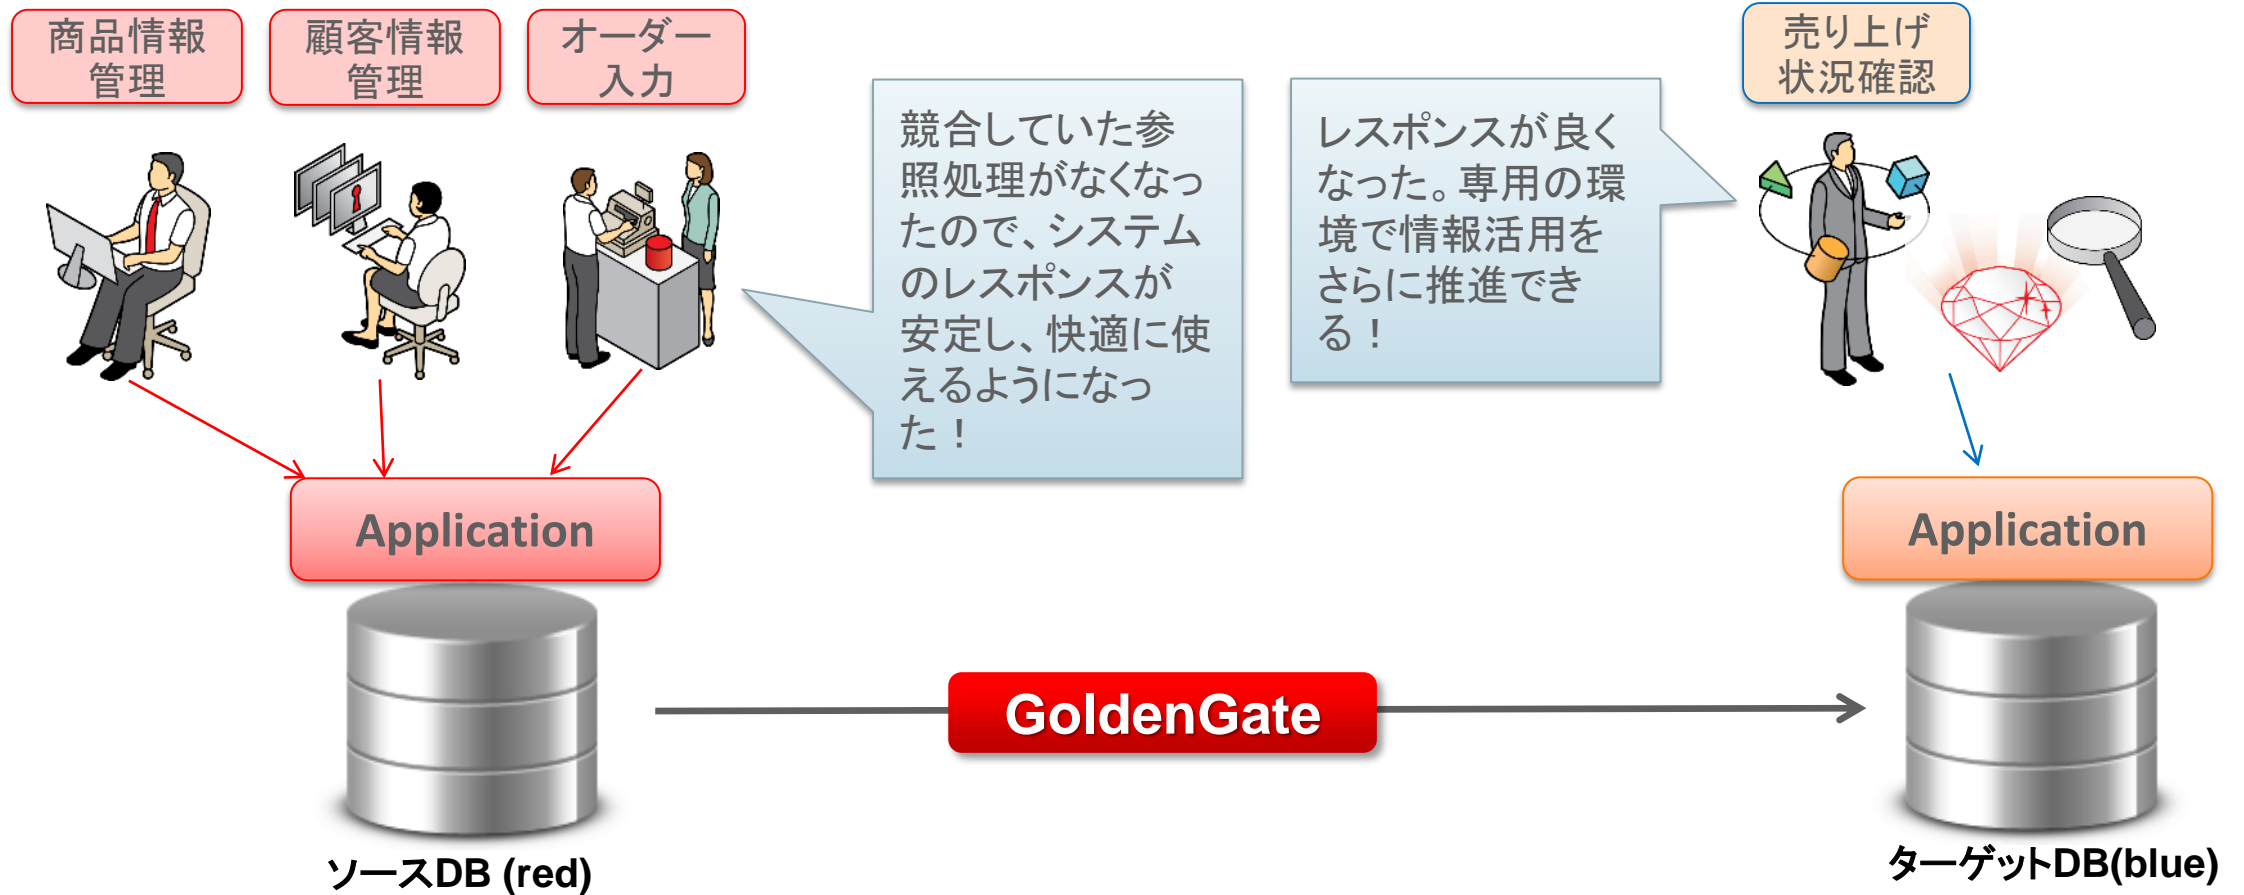 商品情報
管理
顧客情報
管理
オーダー
入力
売り上げ
状況確認
競合していた参
照処理がなくなっ
たので、システム
のレスポンスが
安定し、快適に使
えるようになっ
た！
レスポンスが良く
なった。専用の環
境で情報活用を
さらに推進でき
る！
Application
Application
GoldenGate
ソースDB (red)
ターゲットDB(blue)